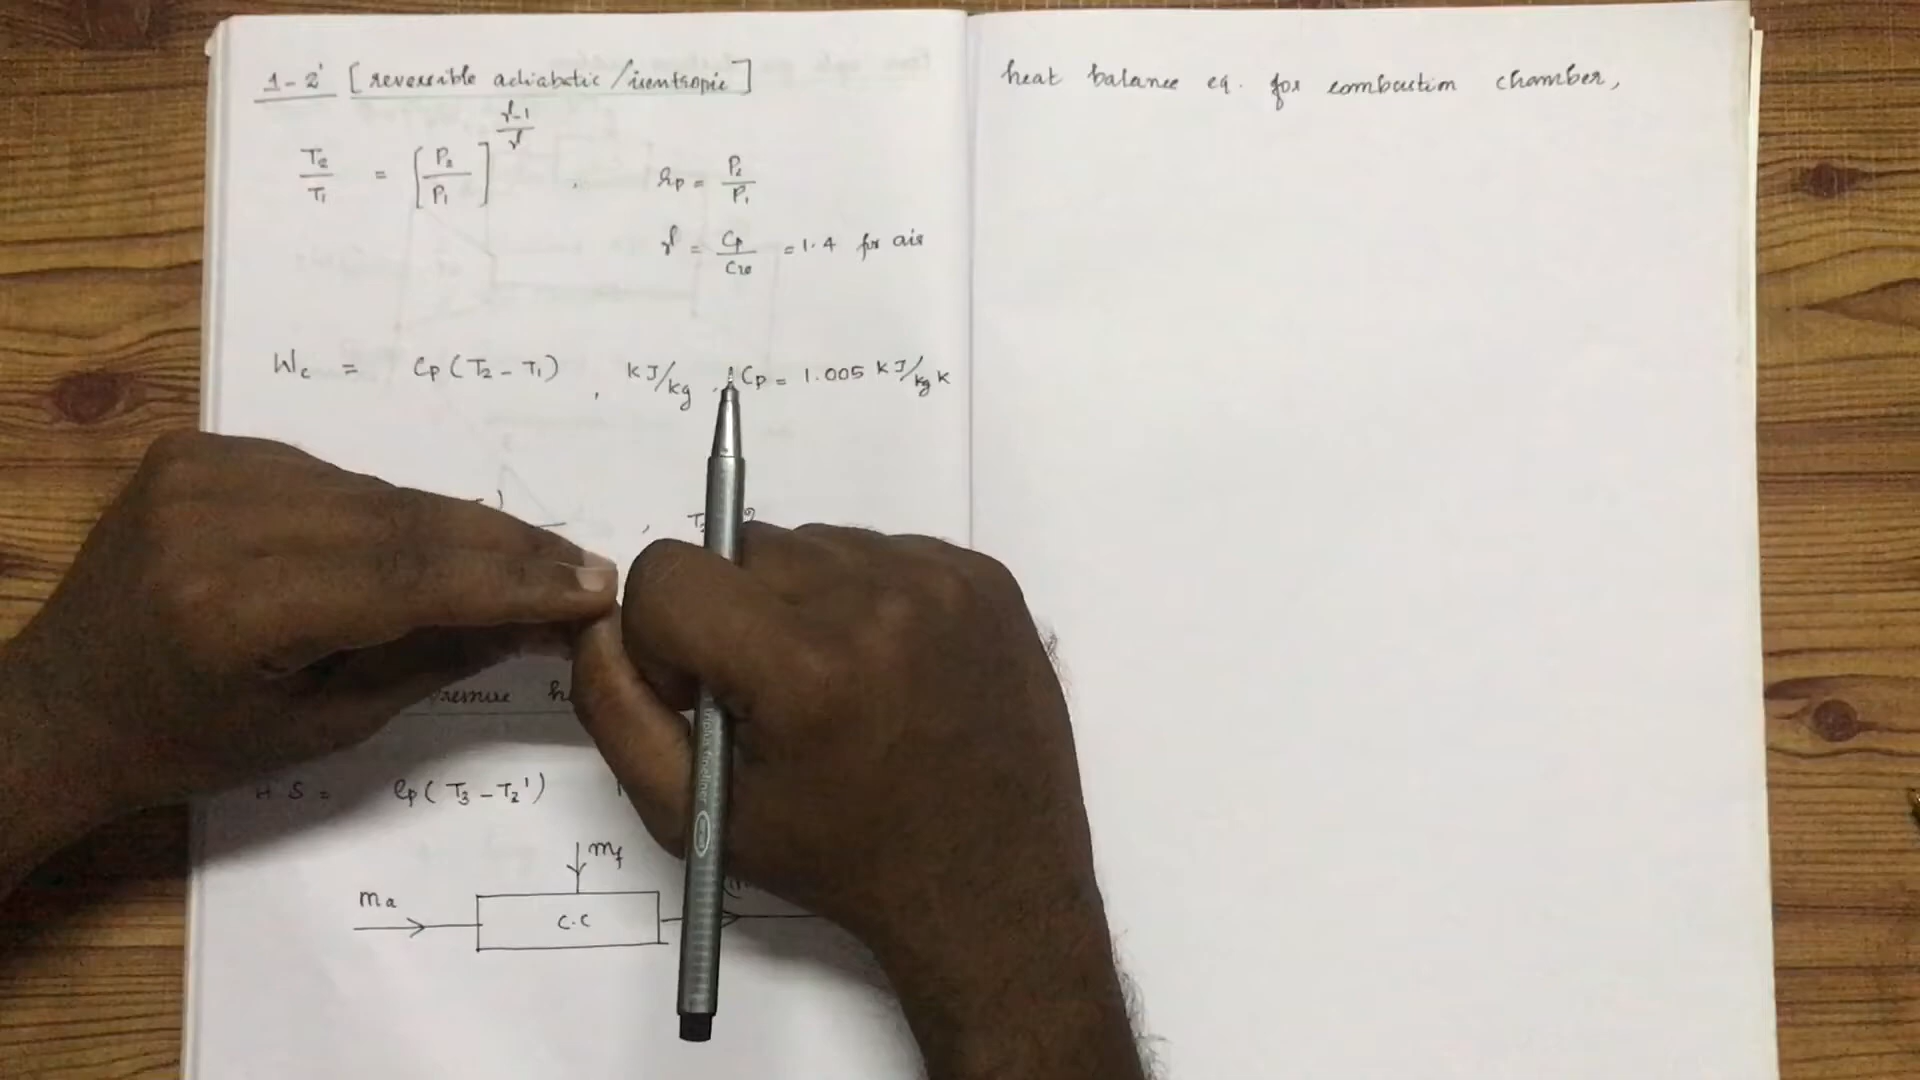 1-2' [reversible adiabatic/isentropic]
T₂/T₁ = [P₂/P₁]^(γ-1)/γ , rp = P₂/P₁
γ = Cp/Cv = 1.4 for air
Wc = Cp(T₂ - T₁) , kJ/kg , Cp = 1.005 kJ/kg K
HS = Cp(T₃ - T₂')
mf
ma
C.C
heat balance eq. for combustion chamber,